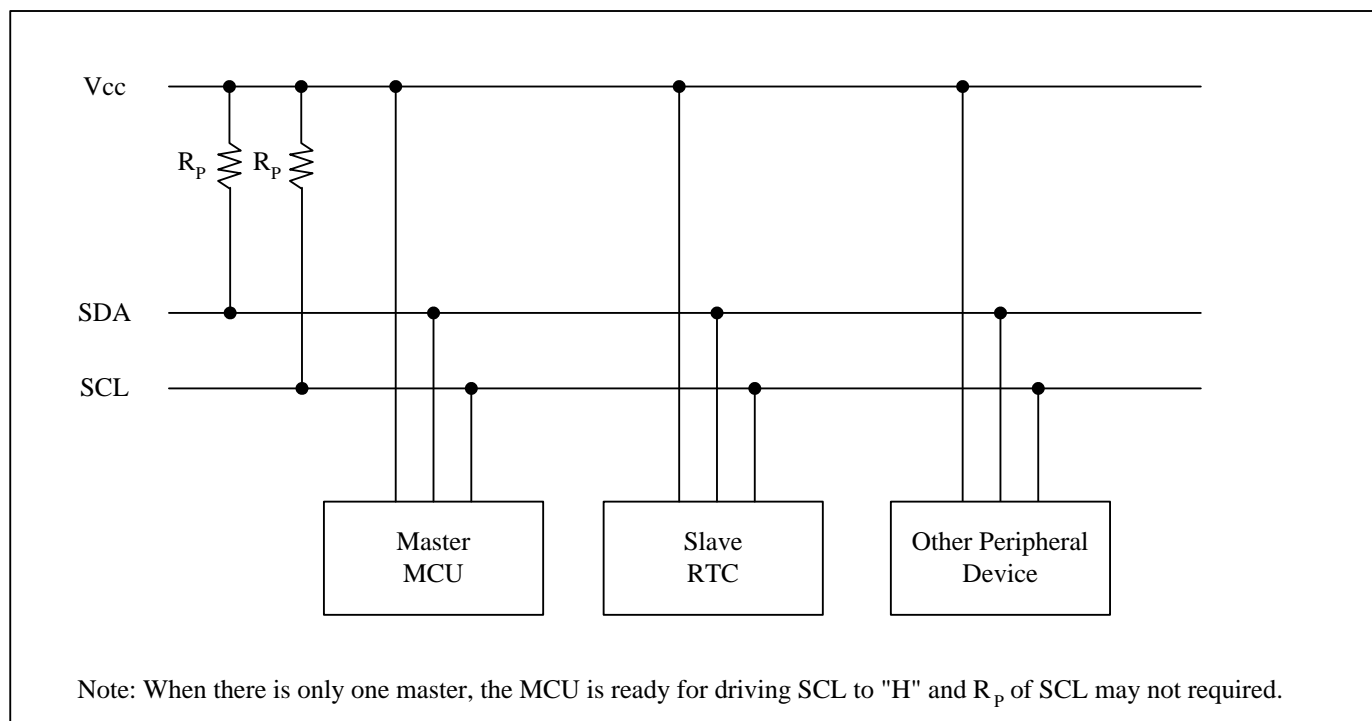 Vcc
R_P R_P
SDA
SCL
Master
MCU
Slave
RTC
Other Peripheral
Device
Note: When there is only one master, the MCU is ready for driving SCL to "H" and R_P of SCL may not required.